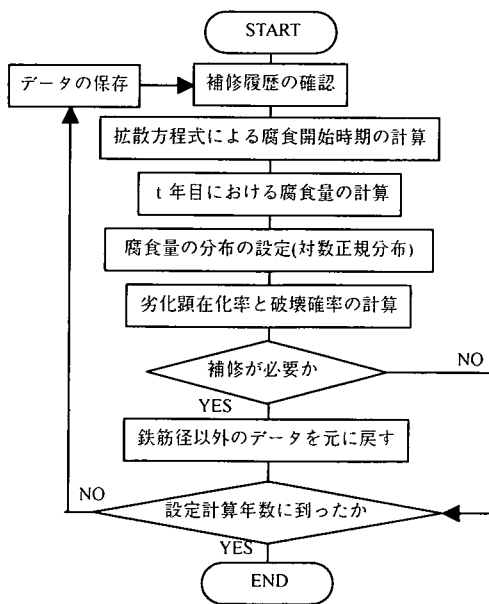 START
データの保存
補修履歴の確認
拡散方程式による腐食開始時期の計算
t 年目における腐食量の計算
腐食量の分布の設定(対数正規分布)
劣化顕在化率と破壊確率の計算
補修が必要か
NO
YES
鉄筋径以外のデータを元に戻す
NO
設定計算年数に到ったか
YES
END